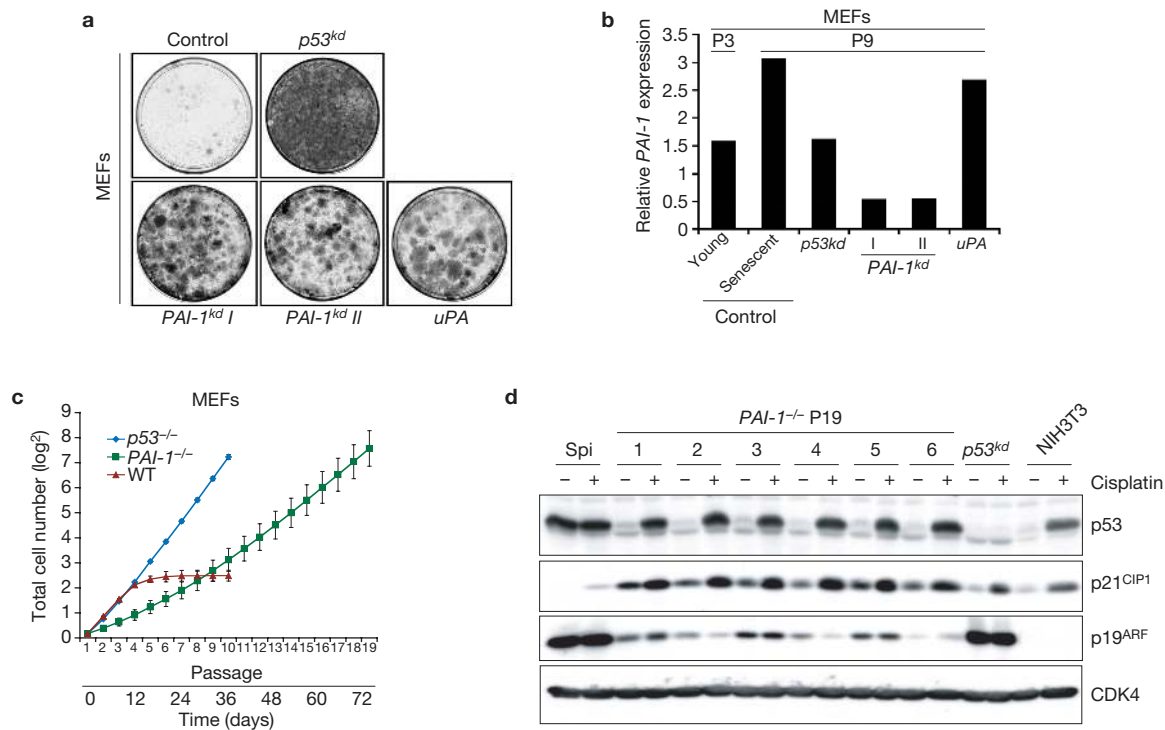 a
Control p53kd
MEFs
PAI-1kd I PAI-1kd II uPA
b
MEFs
P3 P9
Relative PAI-1 expression
3.5
3
2.5
2
1.5
1
0.5
0
Young Senescent p53kd I II uPA
PAI-1kd
Control
c
MEFs
Total cell number (log2)
9
8
7
6
5
4
3
2
1
0
p53–/–
PAI-1–/–
WT
1 2 3 4 5 6 7 8 9 10 11 12 13 14 15 16 17 18 19
Passage
0 12 24 36 48 60 72
Time (days)
d
PAI-1–/– P19
Spi 1 2 3 4 5 6 p53kd NIH3T3
– + – + – + – + – + – + – + – + – + Cisplatin
p53
p21CIP1
p19ARF
CDK4